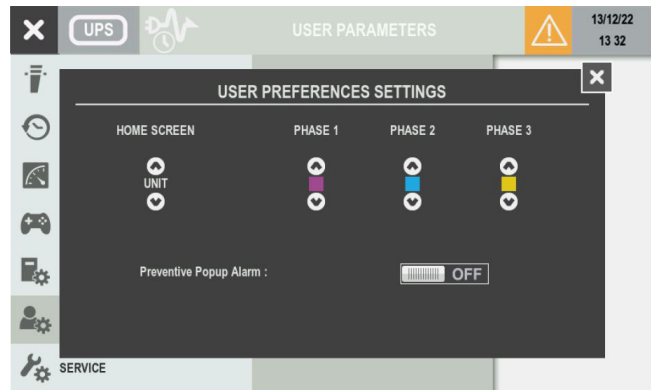 UPS
USER PARAMETERS
13/12/22
13 32
USER PREFERENCES SETTINGS
HOME SCREEN PHASE 1 PHASE 2 PHASE 3
UNIT
Preventive Popup Alarm : OFF
SERVICE